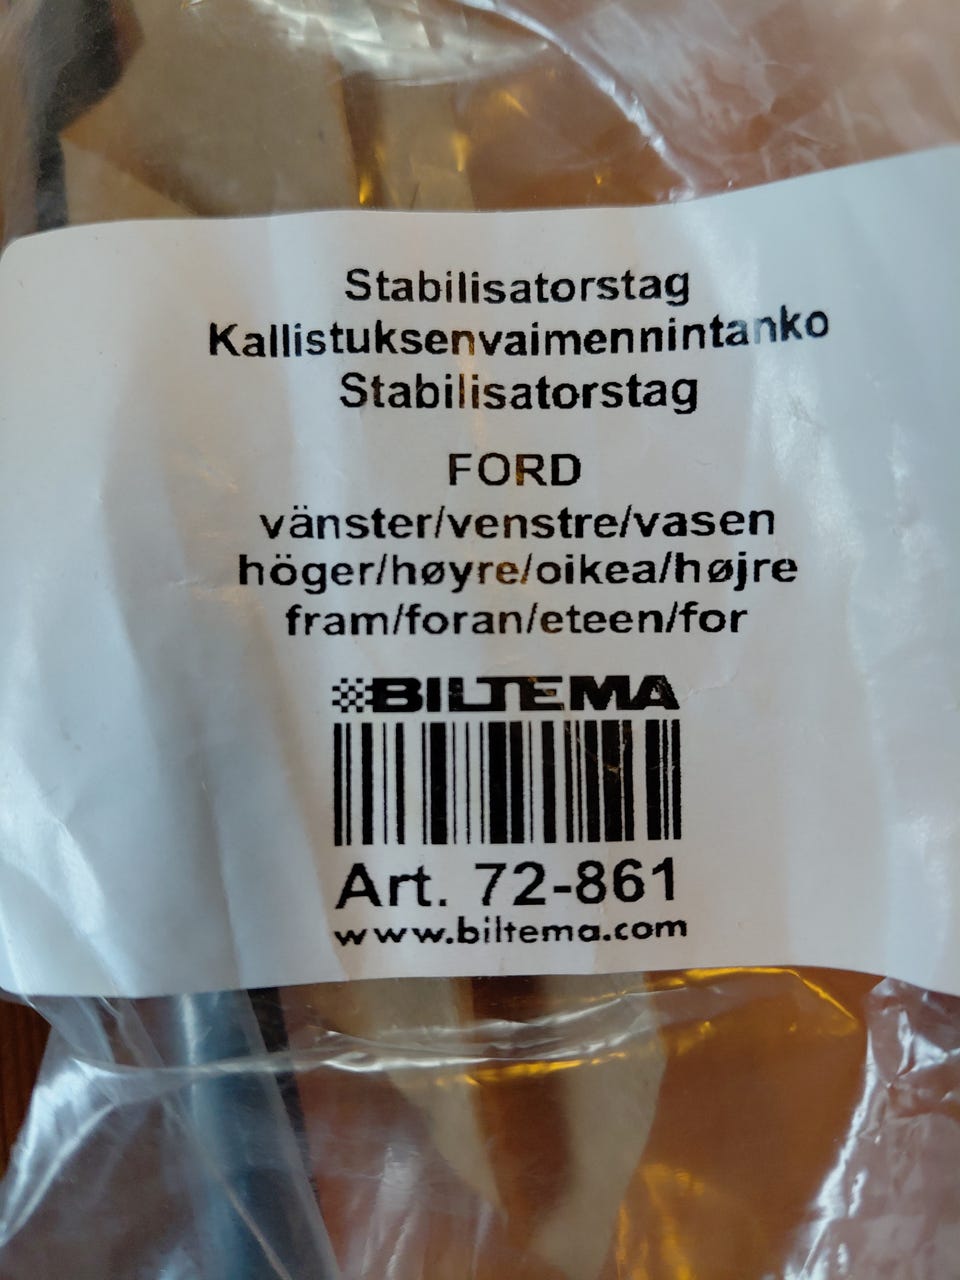 Stabilisatorstag
Kallistuksenvaimennintanko
Stabilisatorstag
FORD
vänster/venstre/vasen
höger/høyre/oikea/højre
fram/foran/eteen/for
BILTEMA
Art. 72-861
www.biltema.com